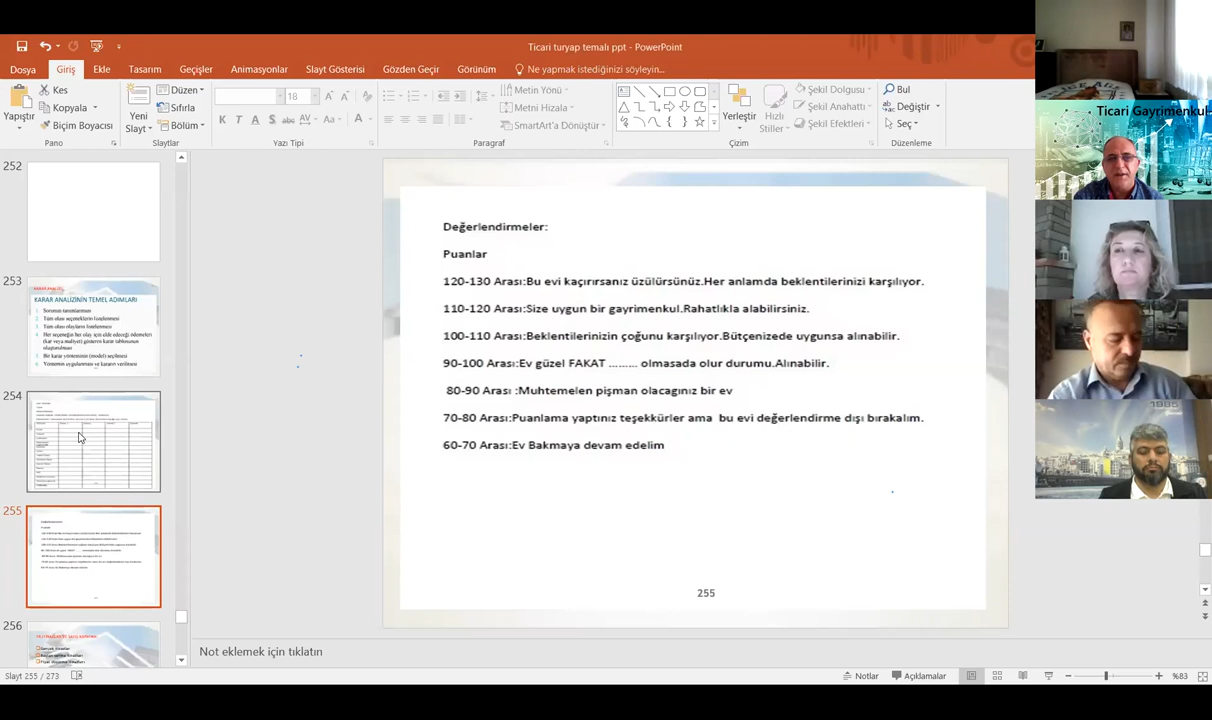 Ticari turyap temalı ppt - PowerPoint
Dosya
Giriş
Ekle
Tasarım
Geçişler
Animasyonlar
Slayt Gösterisi
Gözden Geçir
Görünüm
Ne yapmak istediğinizi söyleyin...
Yapıştır
Kes
Kopyala
Biçim Boyacısı
Pano
Yeni
Slayt
Düzen
Sıfırla
Bölüm
Slaytlar
18
K T A S abc AV Aa A
Yazı Tipi
Metin Yönü
Metni Hizala
SmartArt'a Dönüştür
Paragraf
Yerleştir
Hızlı
Stiller
Şekil Dolgusu
Şekil Anahattı
Şekil Efektleri
Çizim
Bul
Değiştir
Seç
Düzenleme
Ticari Gayrimenkul
1985
252
253
KARAR ANALİZİNİN TEMEL ADIMLARI
254
255
256
Değerlendirmeler:
Puanlar
120-130 Arası:Bu evi kaçırırsanız üzülürsünüz.Her anlamda beklentilerinizi karşılıyor.
110-120 Arası:Size uygun bir gayrimenkul.Rahatlıkla alabilirsiniz.
100-110 Arası:Beklentilerinizin çoğunu karşılıyor.Bütçenizede uygunsa alınabilir.
90-100 Arası:Ev güzel FAKAT ......... olmasada olur durumu.Alınabilir.
80-90 Arası :Muhtemelen pişman olacagınız bir ev
70-80 Arası:Puanlama yaptınız teşekkürler ama bu evi değerlendirme dışı bırakalım.
60-70 Arası:Ev Bakmaya devam edelim
255
Not eklemek için tıklatın
Slayt 255 / 273
Notlar
Açıklamalar
%83